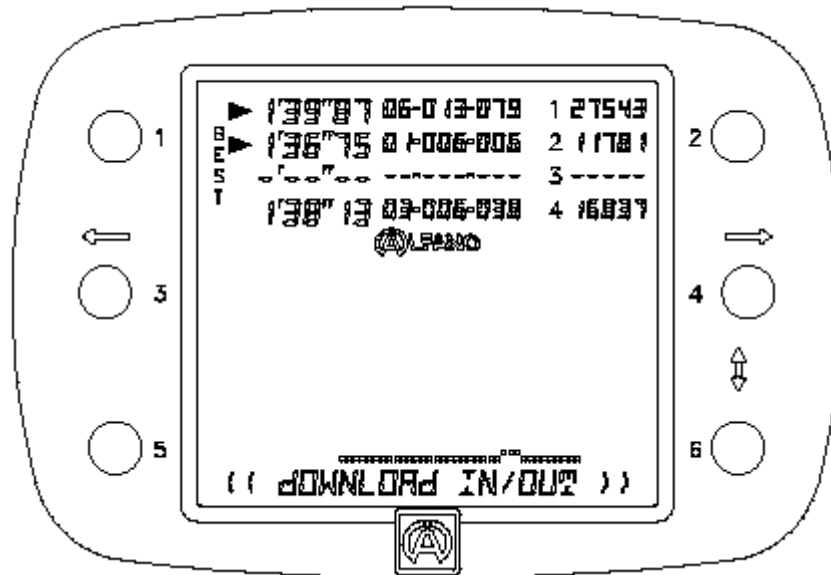 1'39"87 06-013-079 1 27543
BEST
1'36"75 01-006-006 2 11781
-'--"-- --------- 3 -----
1'38"13 03-006-038 4 16837
ALFANO
1
2
3
4
5
6
(( dOWNLOAd IN/OUT ))
A